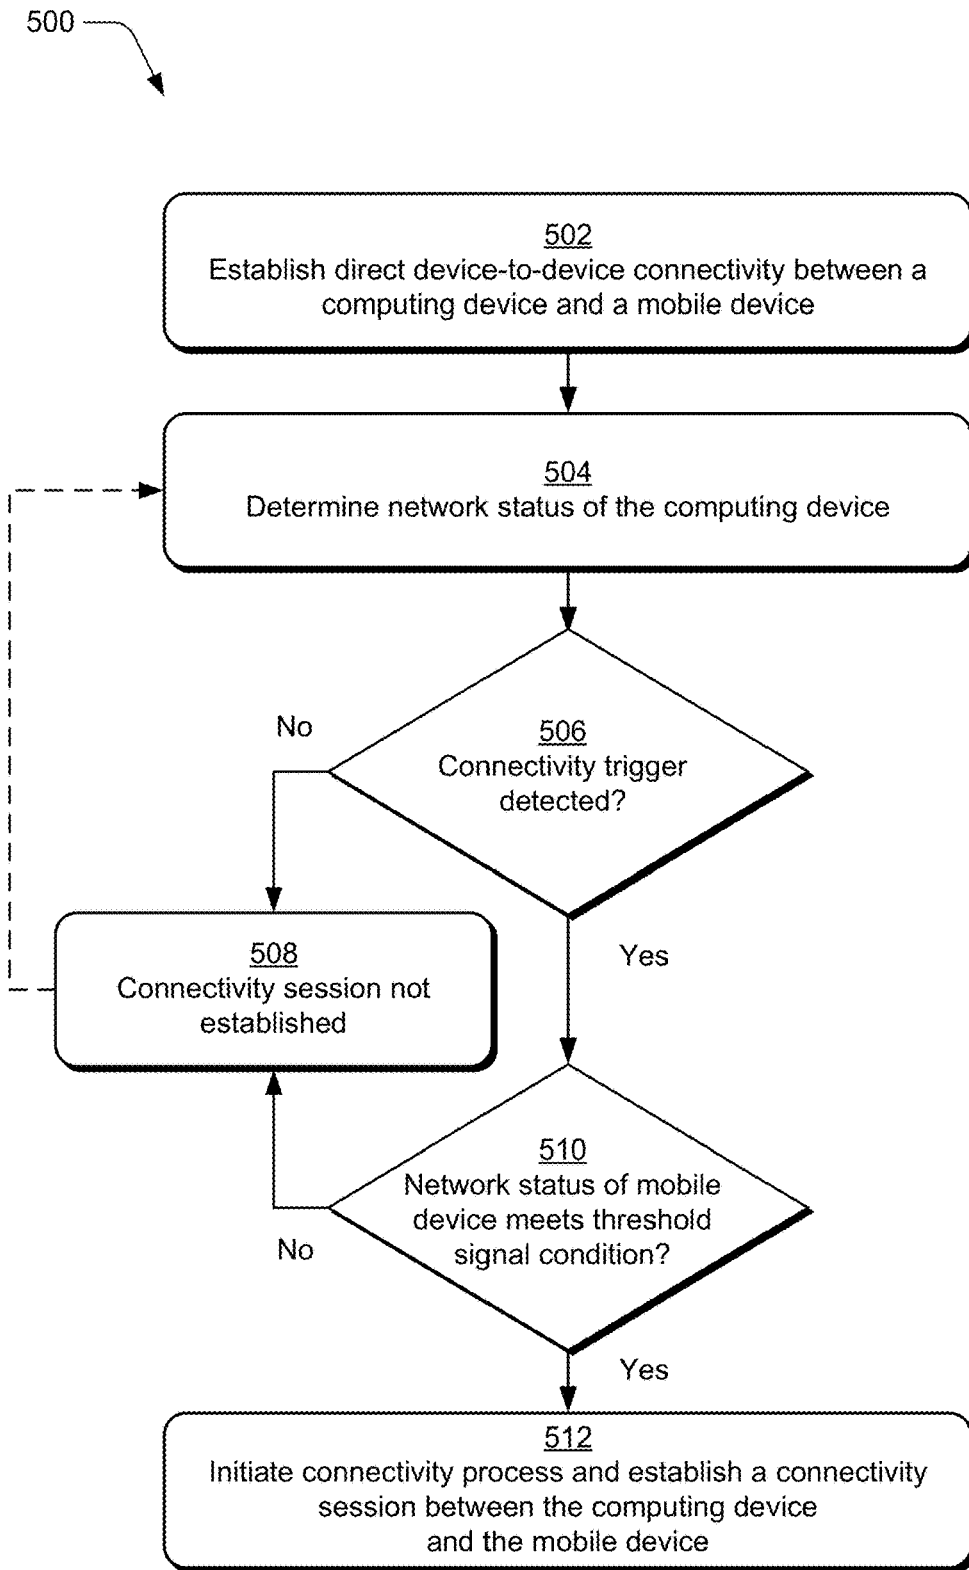 500
502
Establish direct device-to-device connectivity between a
computing device and a mobile device
504
Determine network status of the computing device
No
506
Connectivity trigger
detected?
Yes
508
Connectivity session not
established
510
Network status of mobile
device meets threshold
signal condition?
No
Yes
512
Initiate connectivity process and establish a connectivity
session between the computing device
and the mobile device